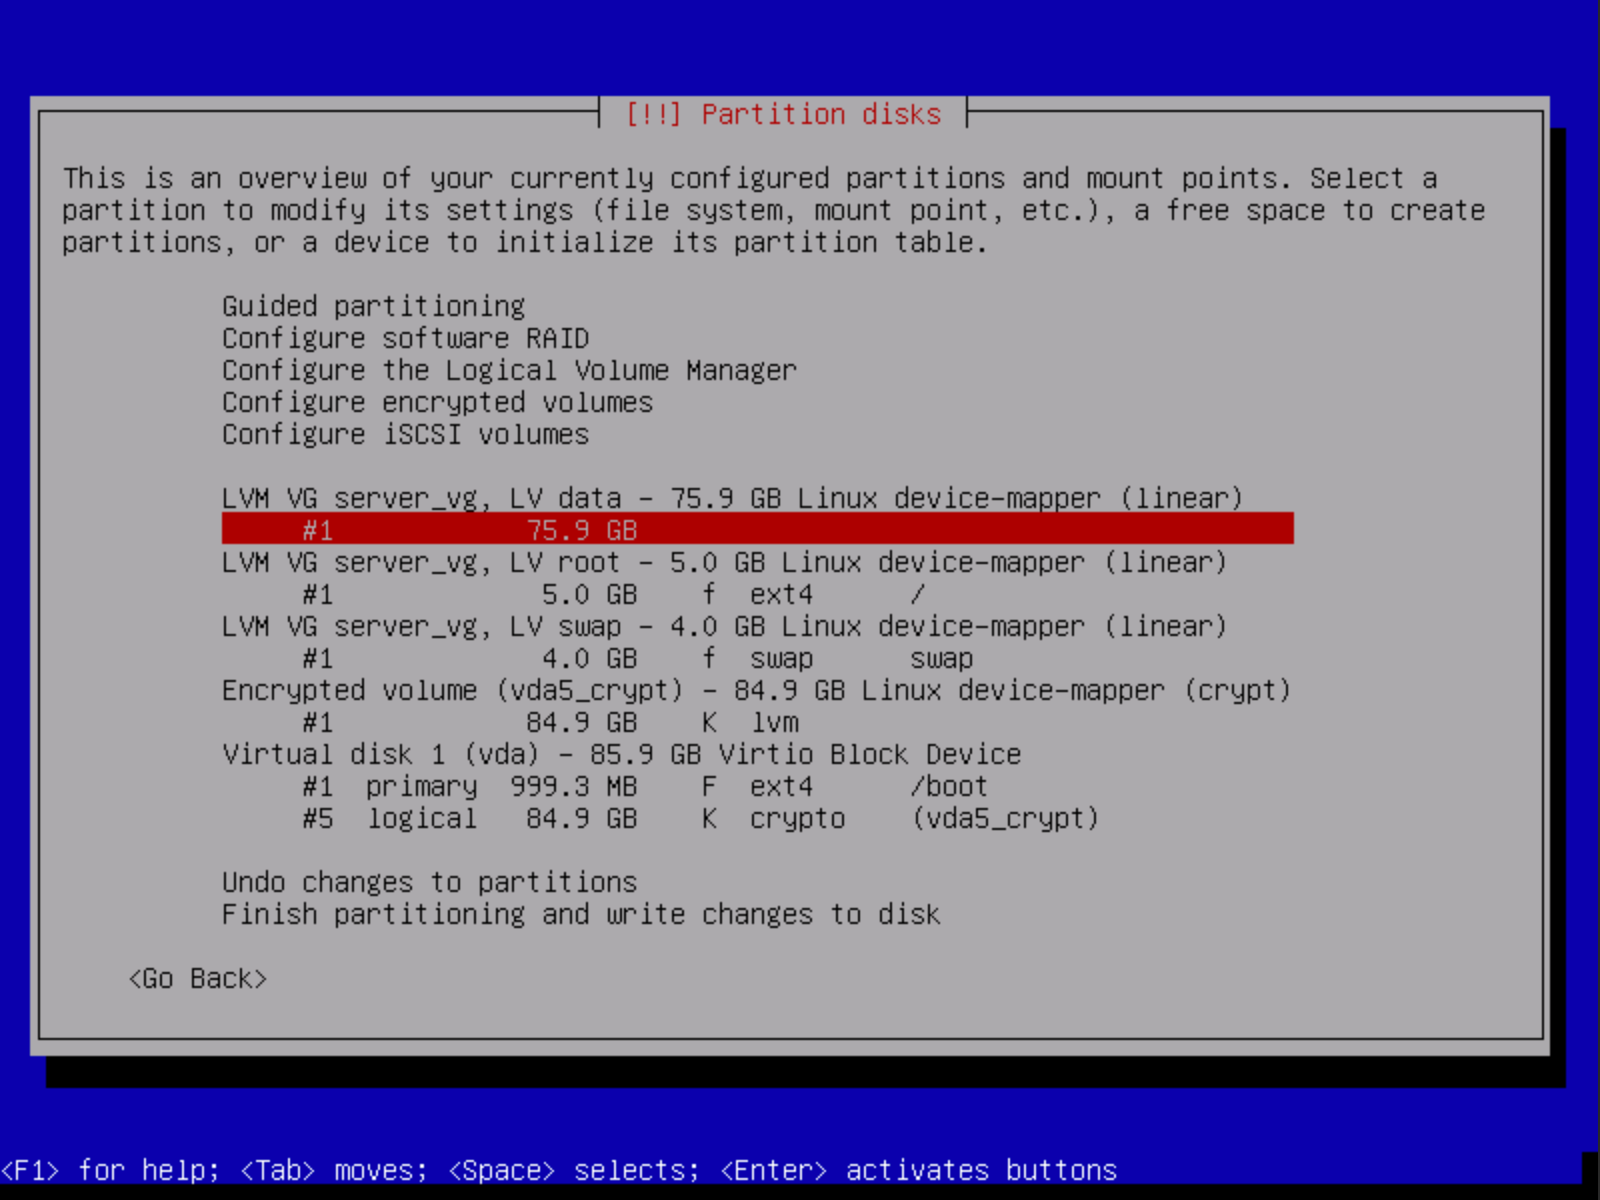 [!!] Partition disks
This is an overview of your currently configured partitions and mount points. Select a
partition to modify its settings (file system, mount point, etc.), a free space to create
partitions, or a device to initialize its partition table.
Guided partitioning
Configure software RAID
Configure the Logical Volume Manager
Configure encrypted volumes
Configure iSCSI volumes
LVM VG server_vg, LV data - 75.9 GB Linux device-mapper (linear)
#1 75.9 GB
LVM VG server_vg, LV root - 5.0 GB Linux device-mapper (linear)
#1 5.0 GB f ext4 /
LVM VG server_vg, LV swap - 4.0 GB Linux device-mapper (linear)
#1 4.0 GB f swap swap
Encrypted volume (vda5_crypt) - 84.9 GB Linux device-mapper (crypt)
#1 84.9 GB K lvm
Virtual disk 1 (vda) - 85.9 GB Virtio Block Device
#1 primary 999.3 MB F ext4 /boot
#5 logical 84.9 GB K crypto (vda5_crypt)
Undo changes to partitions
Finish partitioning and write changes to disk
<Go Back>
<F1> for help; <Tab> moves; <Space> selects; <Enter> activates buttons